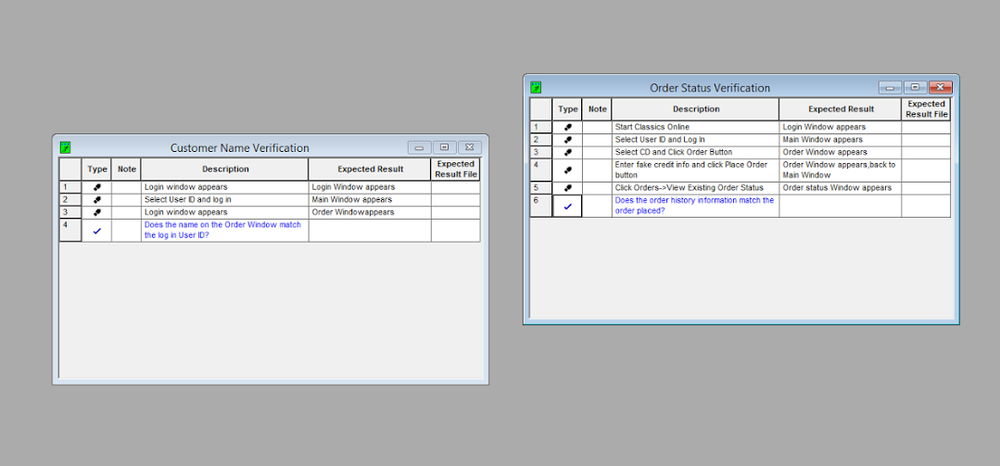 Customer Name Verification
Type Note Description Expected Result Expected
Result File
1 Login window appears Login Window appears
2 Select User ID and log in Main Window appears
3 Login window appears Order Windowappears
4 Does the name on the Order Window match
the log in User ID?
Order Status Verification
Type Note Description Expected Result Expected
Result File
1 Start Classics Online Login Window appears
2 Select User ID and Log In Main Window appears
3 Select CD and Click Order Button Order Window appears
4 Enter fake credit info and click Place Order Order Window appears,back to
button Main Window
5 Click Orders->View Existing Order Status Order status Window appears
6 Does the order history information match the
order placed?